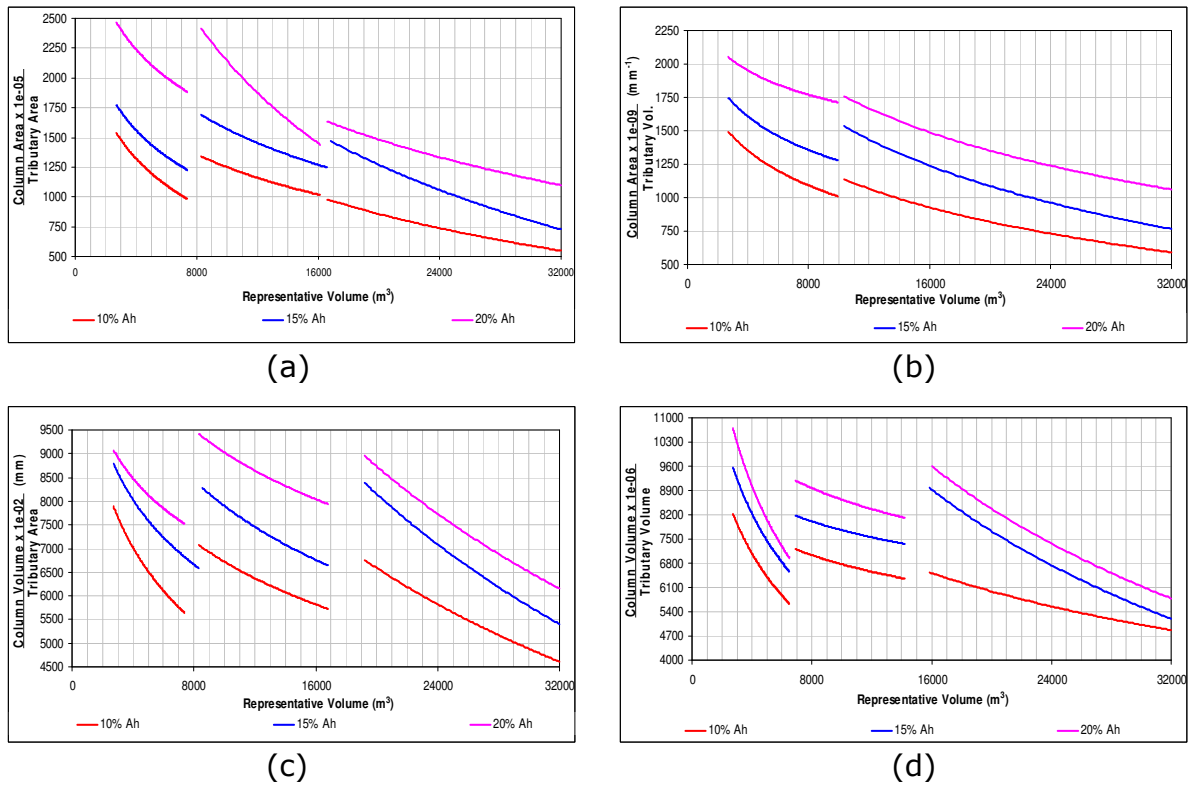 Column Area x 1e-05
Tributary Area
2500
2250
2000
1750
1500
1250
1000
750
500
0 8000 16000 24000 32000
Representative Volume (m³)
10% Ah 15% Ah 20% Ah
(a)
Column Area x 1e-09 (m m⁻¹)
Tributary Vol.
2250
2000
1750
1500
1250
1000
750
500
0 8000 16000 24000 32000
Representative Volume (m³)
10% Ah 15% Ah 20% Ah
(b)
Column Volume x 1e-02 (mm)
Tributary Area
9500
9000
8500
8000
7500
7000
6500
6000
5500
5000
4500
0 8000 16000 24000 32000
Representative Volume (m³)
10% Ah 15% Ah 20% Ah
(c)
Column Volume x 1e-06
Tributary Volume
11000
10300
9600
8900
8200
7500
6800
6100
5400
4700
4000
0 8000 16000 24000 32000
Representative Volume (m³)
10% Ah 15% Ah 20% Ah
(d)